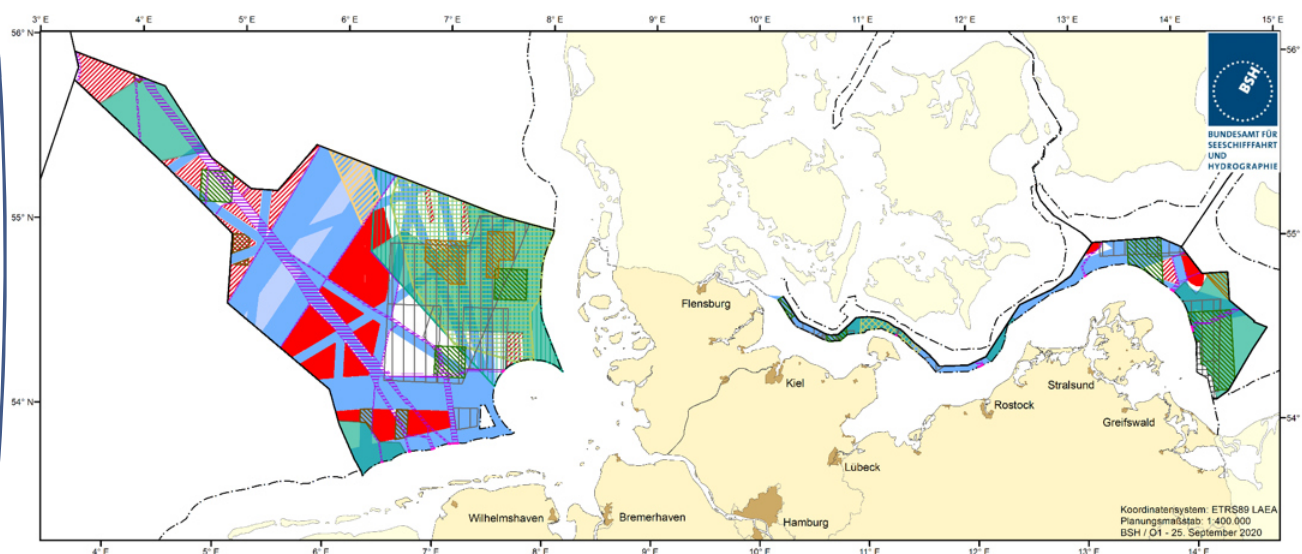 3° E 4° E 5° E 6° E 7° E 8° E 9° E 10° E 11° E 12° E 13° E 14° E 15° E
56° N
56°
BSH
BUNDESAMT FÜR
SEESCHIFFFAHRT
UND
HYDROGRAPHIE
55° N
55°
Flensburg
Kiel
Stralsund
54° N
Rostock
54°
Greifswald
Lübeck
Wilhelmshaven
Bremerhaven
Hamburg
Koordinatensystem: ETRS89 LAEA
Planungsmaßstab: 1:400.000
BSH / O1 - 25. September 2020
4° E 5° E 6° E 7° E 8° E 9° E 10° E 11° E 12° E 13° E 14° E